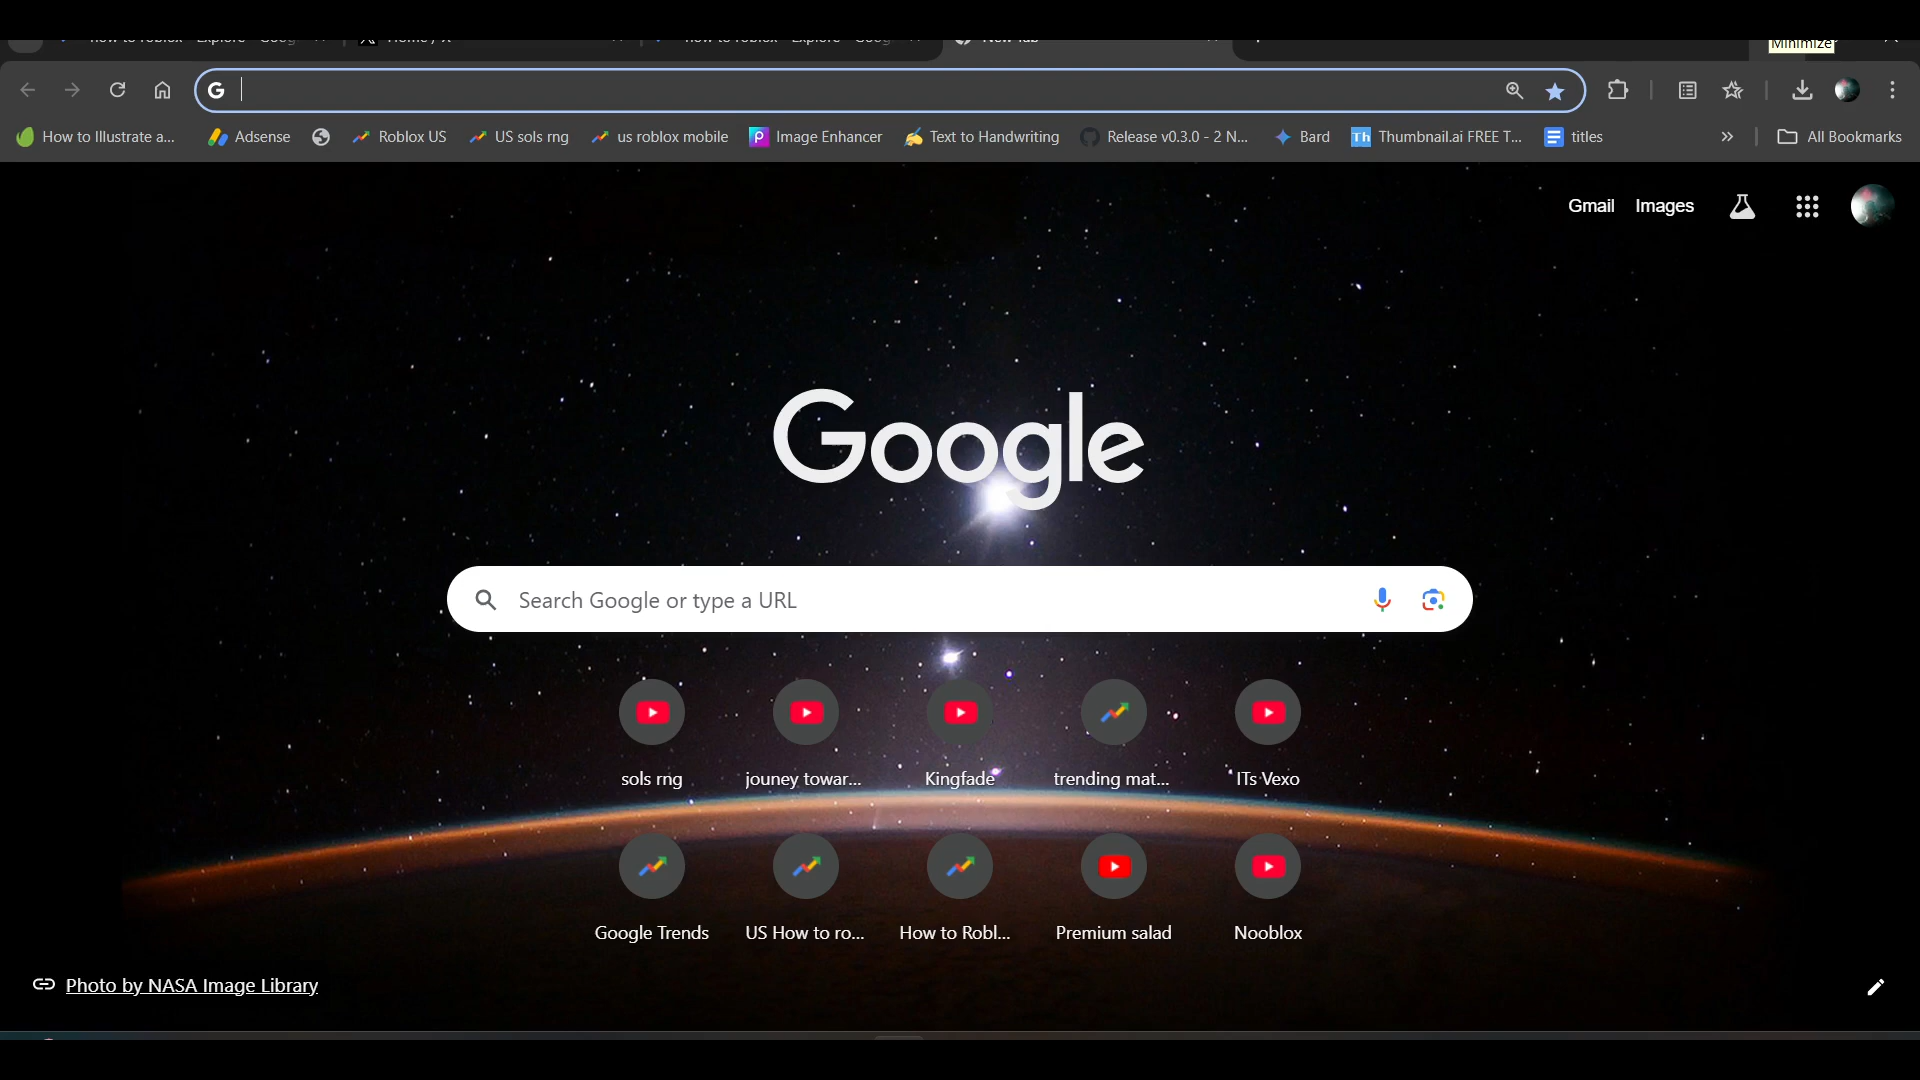 Minimize
How to Illustrate a... Adsense Roblox US US sols rng us roblox mobile Image Enhancer Text to Handwriting Release v0.3.0 - 2 N... Bard Thumbnail.ai FREE T... titles All Bookmarks
Gmail Images
Google
Search Google or type a URL
sols rng jouney towar... Kingfade trending mat... ITs Vexo
Google Trends US How to ro... How to Robl... Premium salad Nooblox
Photo by NASA Image Library